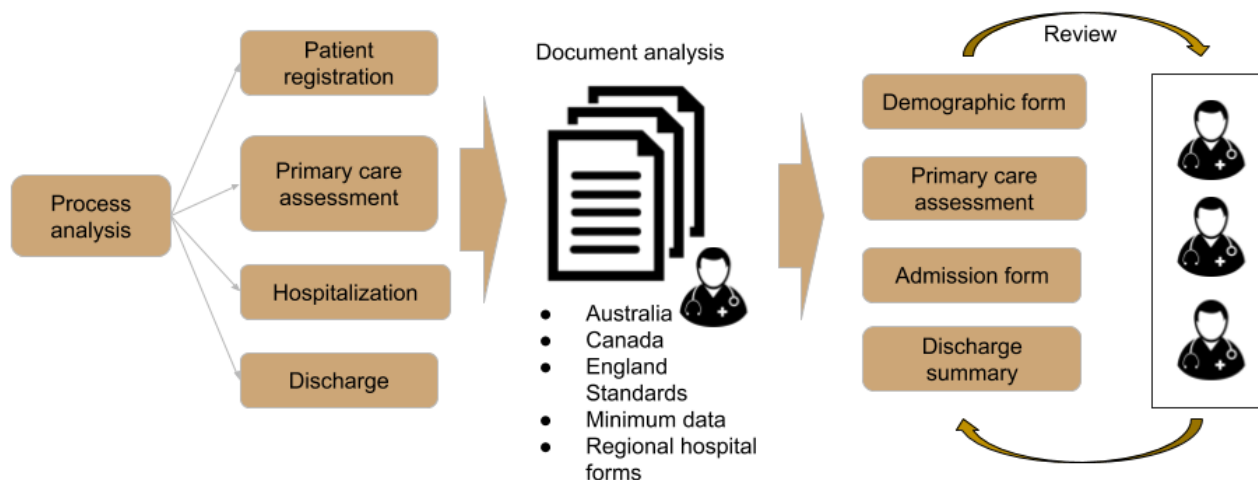 Process
analysis
Patient
registration
Primary care
assessment
Hospitalization
Discharge
Document analysis
● Australia
● Canada
● England
Standards
● Minimum data
● Regional hospital
forms
Review
Demographic form
Primary care
assessment
Admission form
Discharge
summary